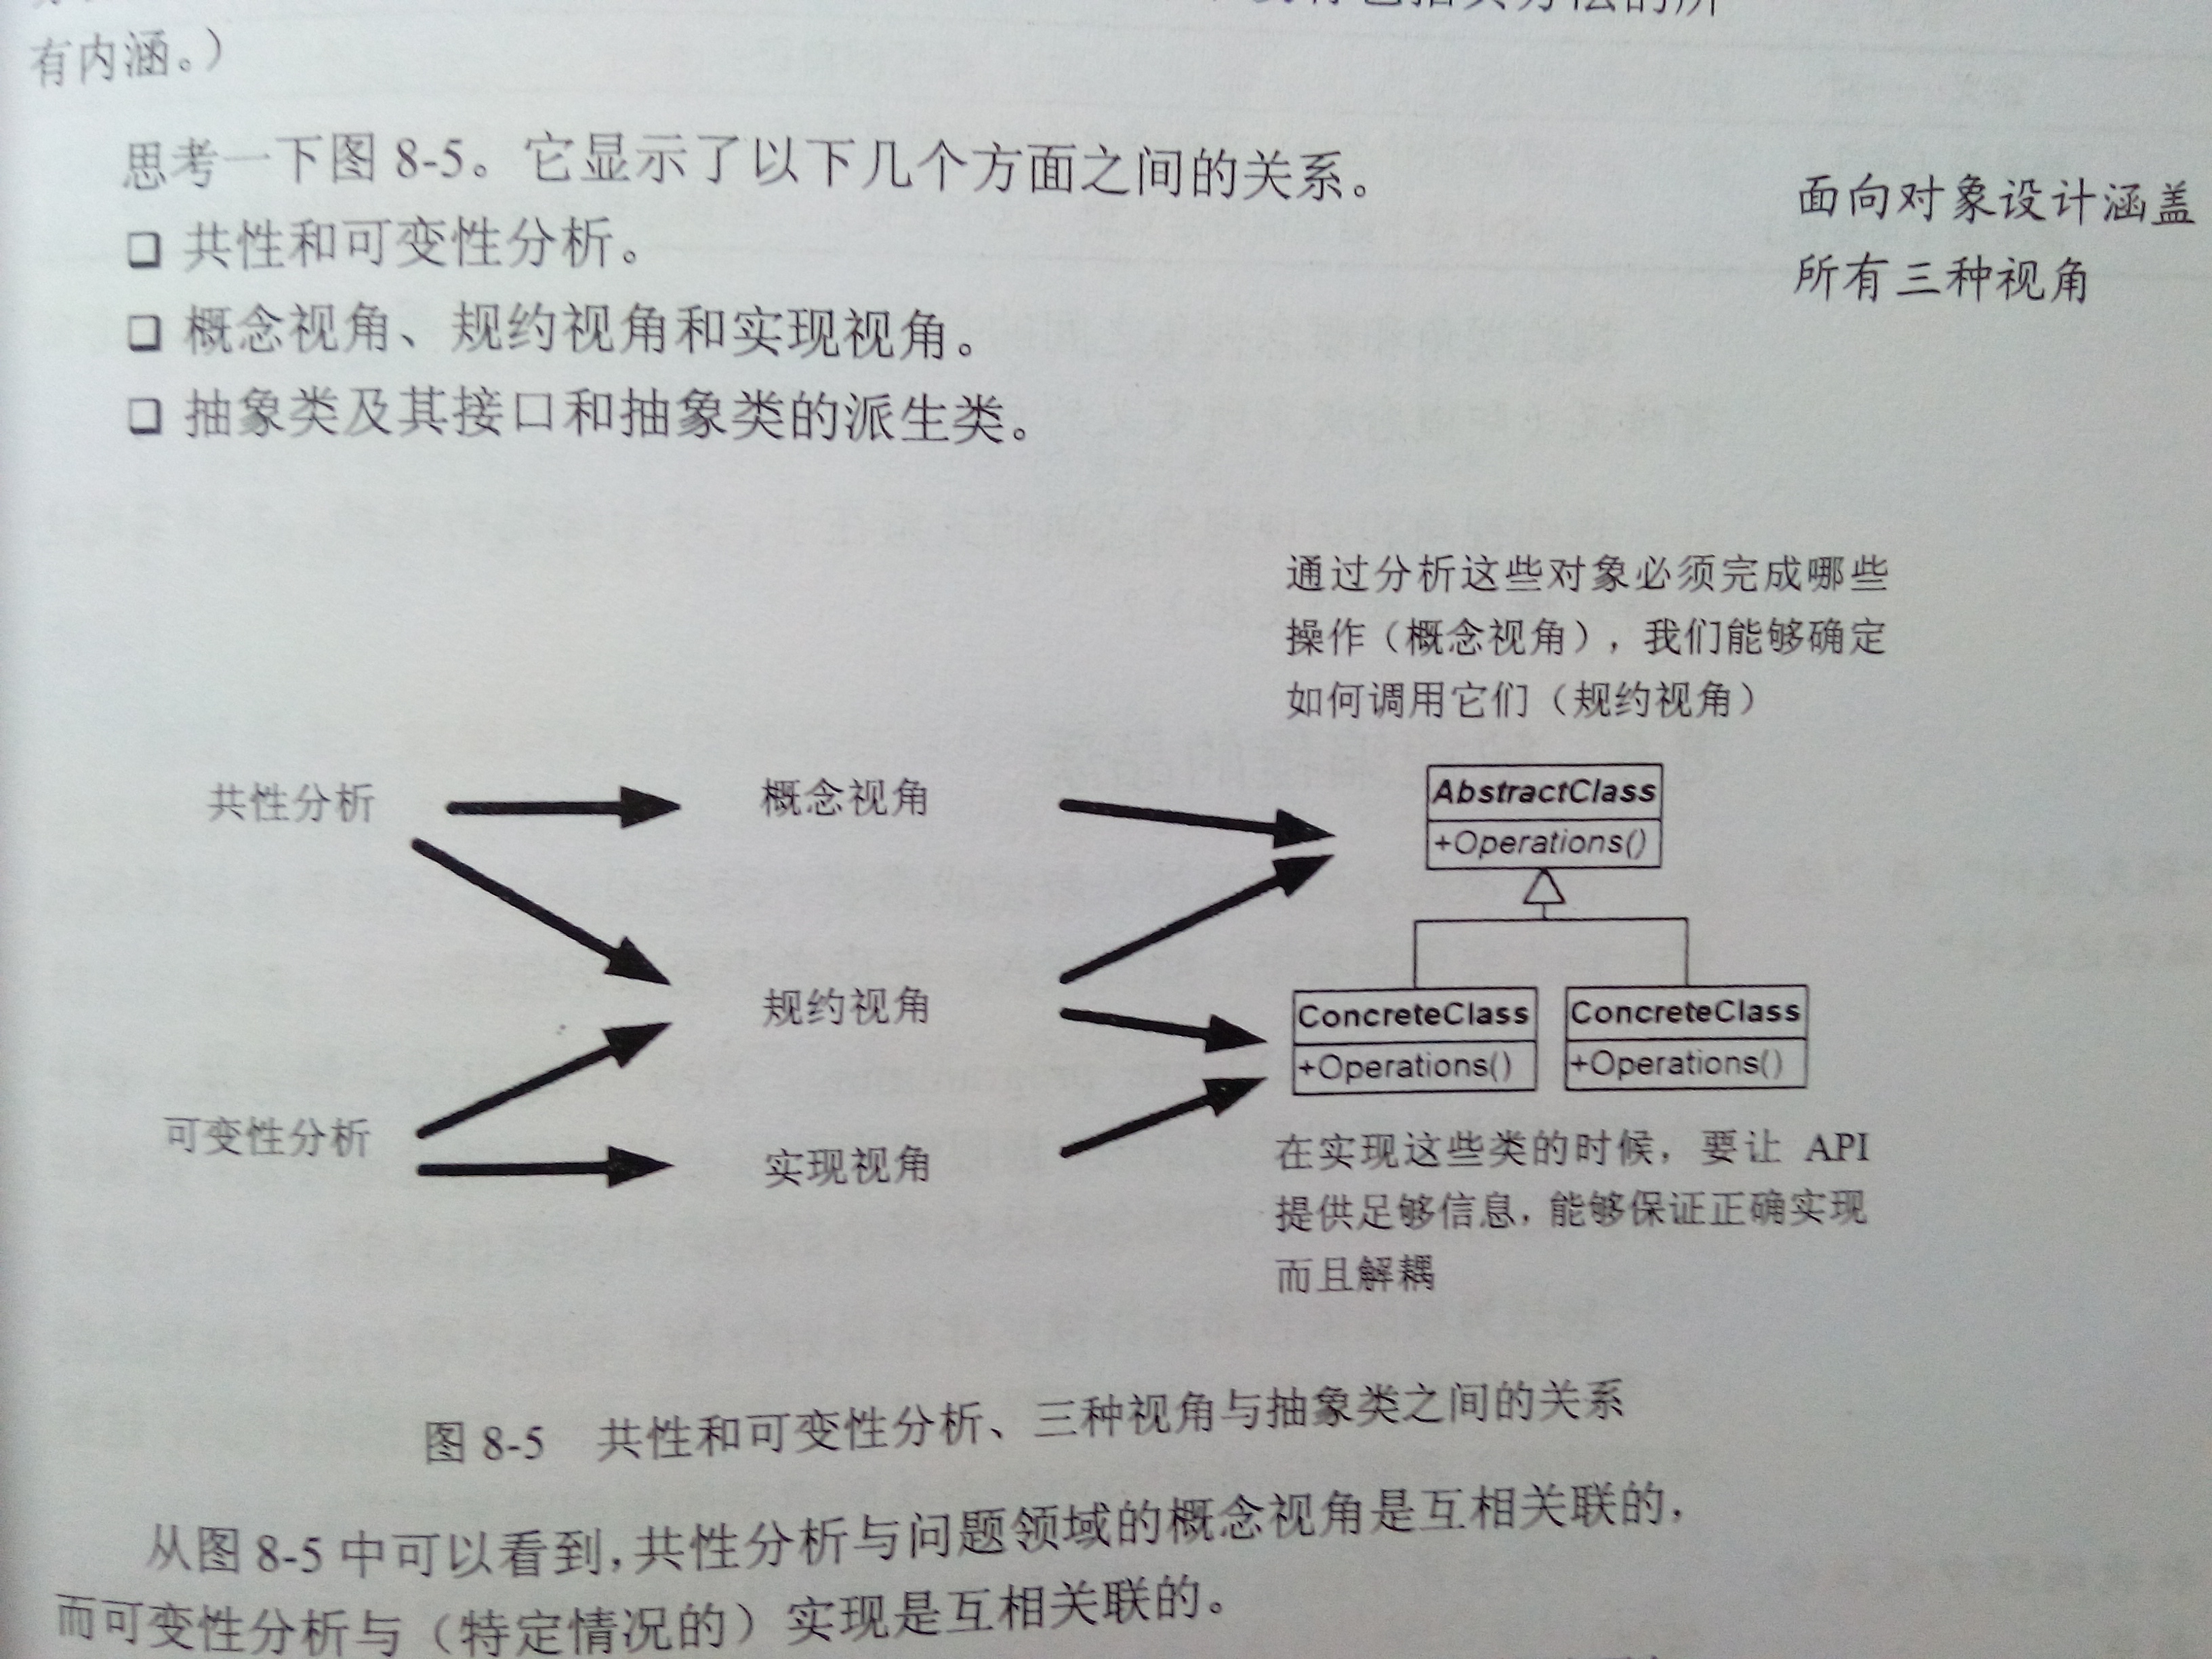 有内涵。）
思考一下图 8-5。它显示了以下几个方面之间的关系。
面向对象设计涵盖
所有三种视角
❑ 共性和可变性分析。
❑ 概念视角、规约视角和实现视角。
❑ 抽象类及其接口和抽象类的派生类。
通过分析这些对象必须完成哪些
操作（概念视角），我们能够确定
如何调用它们（规约视角）
共性分析
概念视角
AbstractClass
+Operations()
规约视角
ConcreteClass
+Operations()
ConcreteClass
+Operations()
可变性分析
实现视角
在实现这些类的时候，要让 API
提供足够信息，能够保证正确实现
而且解耦
图 8-5 共性和可变性分析、三种视角与抽象类之间的关系
从图 8-5 中可以看到，共性分析与问题领域的概念视角是互相关联的，
而可变性分析与（特定情况的）实现是互相关联的。